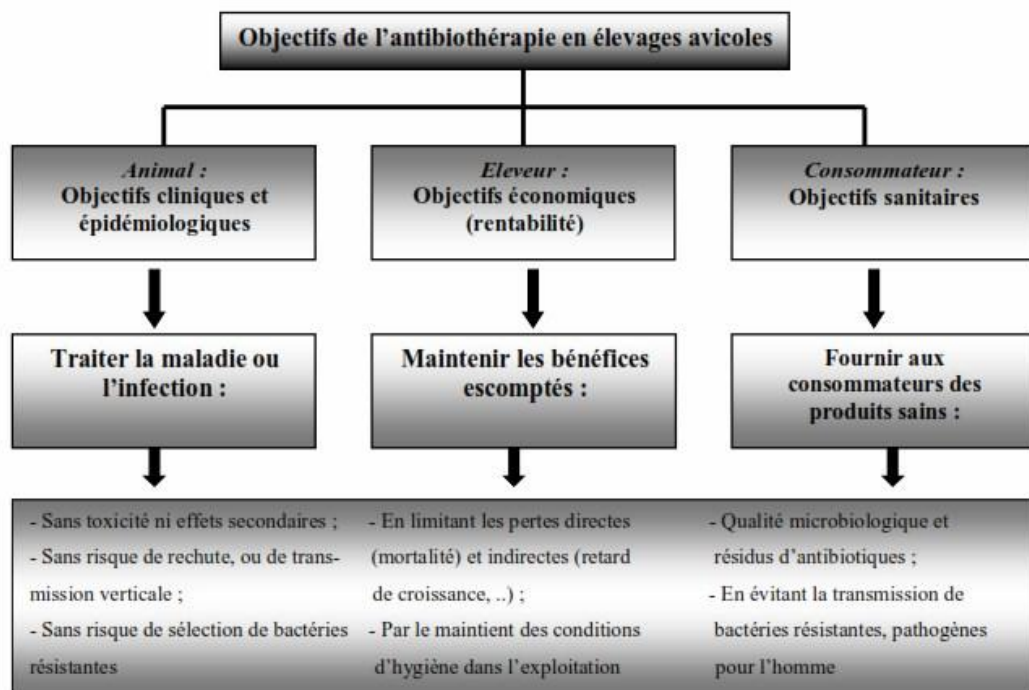 Objectifs de l'antibiothérapie en élevages avicoles
Animal :
Objectifs cliniques et
épidémiologiques
Eleveur :
Objectifs économiques
(rentabilité)
Consommateur :
Objectifs sanitaires
Traiter la maladie ou
l'infection :
Maintenir les bénéfices
escomptés :
Fournir aux
consommateurs des
produits sains :
- Sans toxicité ni effets secondaires ;
- Sans risque de rechute, ou de trans-
mission verticale ;
- Sans risque de sélection de bactéries
résistantes
- En limitant les pertes directes
(mortalité) et indirectes (retard
de croissance, ..) ;
- Par le maintient des conditions
d'hygiène dans l'exploitation
- Qualité microbiologique et
résidus d'antibiotiques ;
- En évitant la transmission de
bactéries résistantes, pathogènes
pour l'homme